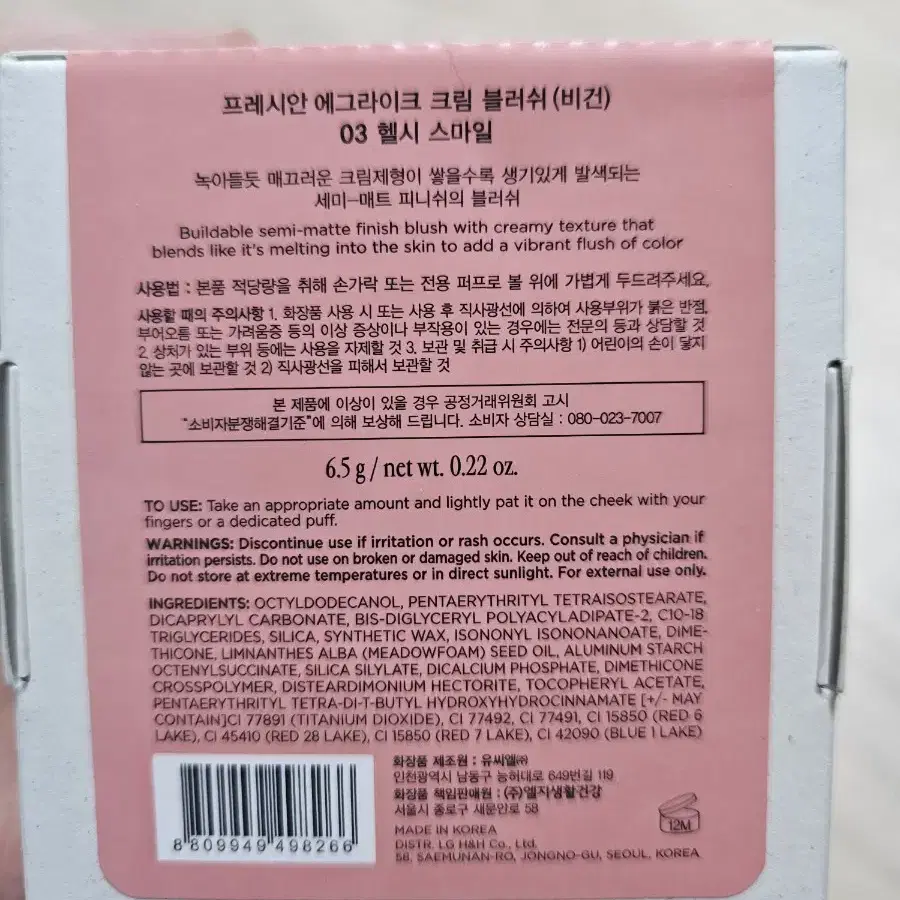 프레시안 에그라이크 크림 블러쉬 (비건)
03 헬시 스마일
녹아들듯 매끄러운 크림제형이 쌓을수록 생기있게 발색되는
세미-매트 피니쉬의 블러쉬
Buildable semi-matte finish blush with creamy texture that
blends like it's melting into the skin to add a vibrant flush of color
사용법 : 본품 적당량을 취해 손가락 또는 전용 퍼프로 볼 위에 가볍게 두드려주세요.
사용할 때의 주의사항 1. 화장품 사용 시 또는 사용 후 직사광선에 의하여 사용부위가 붉은 반점,
부어오름 또는 가려움증 등의 이상 증상이나 부작용이 있는 경우에는 전문의 등과 상담할 것
2. 상처가 있는 부위 등에는 사용을 자제할 것 3. 보관 및 취급 시 주의사항 1) 어린이의 손이 닿지
않는 곳에 보관할 것 2) 직사광선을 피해서 보관할 것
본 제품에 이상이 있을 경우 공정거래위원회 고시
"소비자분쟁해결기준"에 의해 보상해 드립니다. 소비자 상담실 : 080-023-7007
6.5 g / net wt. 0.22 oz.
TO USE: Take an appropriate amount and lightly pat it on the cheek with your
fingers or a dedicated puff.
WARNINGS: Discontinue use if irritation or rash occurs. Consult a physician if
irritation persists. Do not use on broken or damaged skin. Keep out of reach of children.
Do not store at extreme temperatures or in direct sunlight. For external use only.
INGREDIENTS: OCTYLDODECANOL, PENTAERYTHRITYL TETRAISOSTEARATE,
DICAPRYLYL CARBONATE, BIS-DIGLYCERYL POLYACYLADIPATE-2, C10-18
TRIGLYCERIDES, SILICA, SYNTHETIC WAX, ISONONYL ISONONANOATE, DIME-
THICONE, LIMNANTHES ALBA (MEADOWFOAM) SEED OIL, ALUMINUM STARCH
OCTENYLSUCCINATE, SILICA SILYLATE, DICALCIUM PHOSPHATE, DIMETHICONE
CROSSPOLYMER, DISTEARDIMONIUM HECTORITE, TOCOPHERYL ACETATE,
PENTAERYTHRITYL TETRA-DI-T-BUTYL HYDROXYHYDROCINNAMATE [+/- MAY
CONTAIN]CI 77891 (TITANIUM DIOXIDE), CI 77492, CI 77491, CI 15850 (RED 6
LAKE), CI 45410 (RED 28 LAKE), CI 15850 (RED 7 LAKE), CI 42090 (BLUE 1 LAKE)
화장품 제조원 : 유씨엘㈜
인천광역시 남동구 능허대로 649번길 119
화장품 책임판매원 : (주)엘지생활건강
서울시 종로구 새문안로 58
MADE IN KOREA
DISTR. LG H&H Co., Ltd.
58, SAEMUNAN-RO, JONGNO-GU, SEOUL, KOREA
12M
8 809949 498266